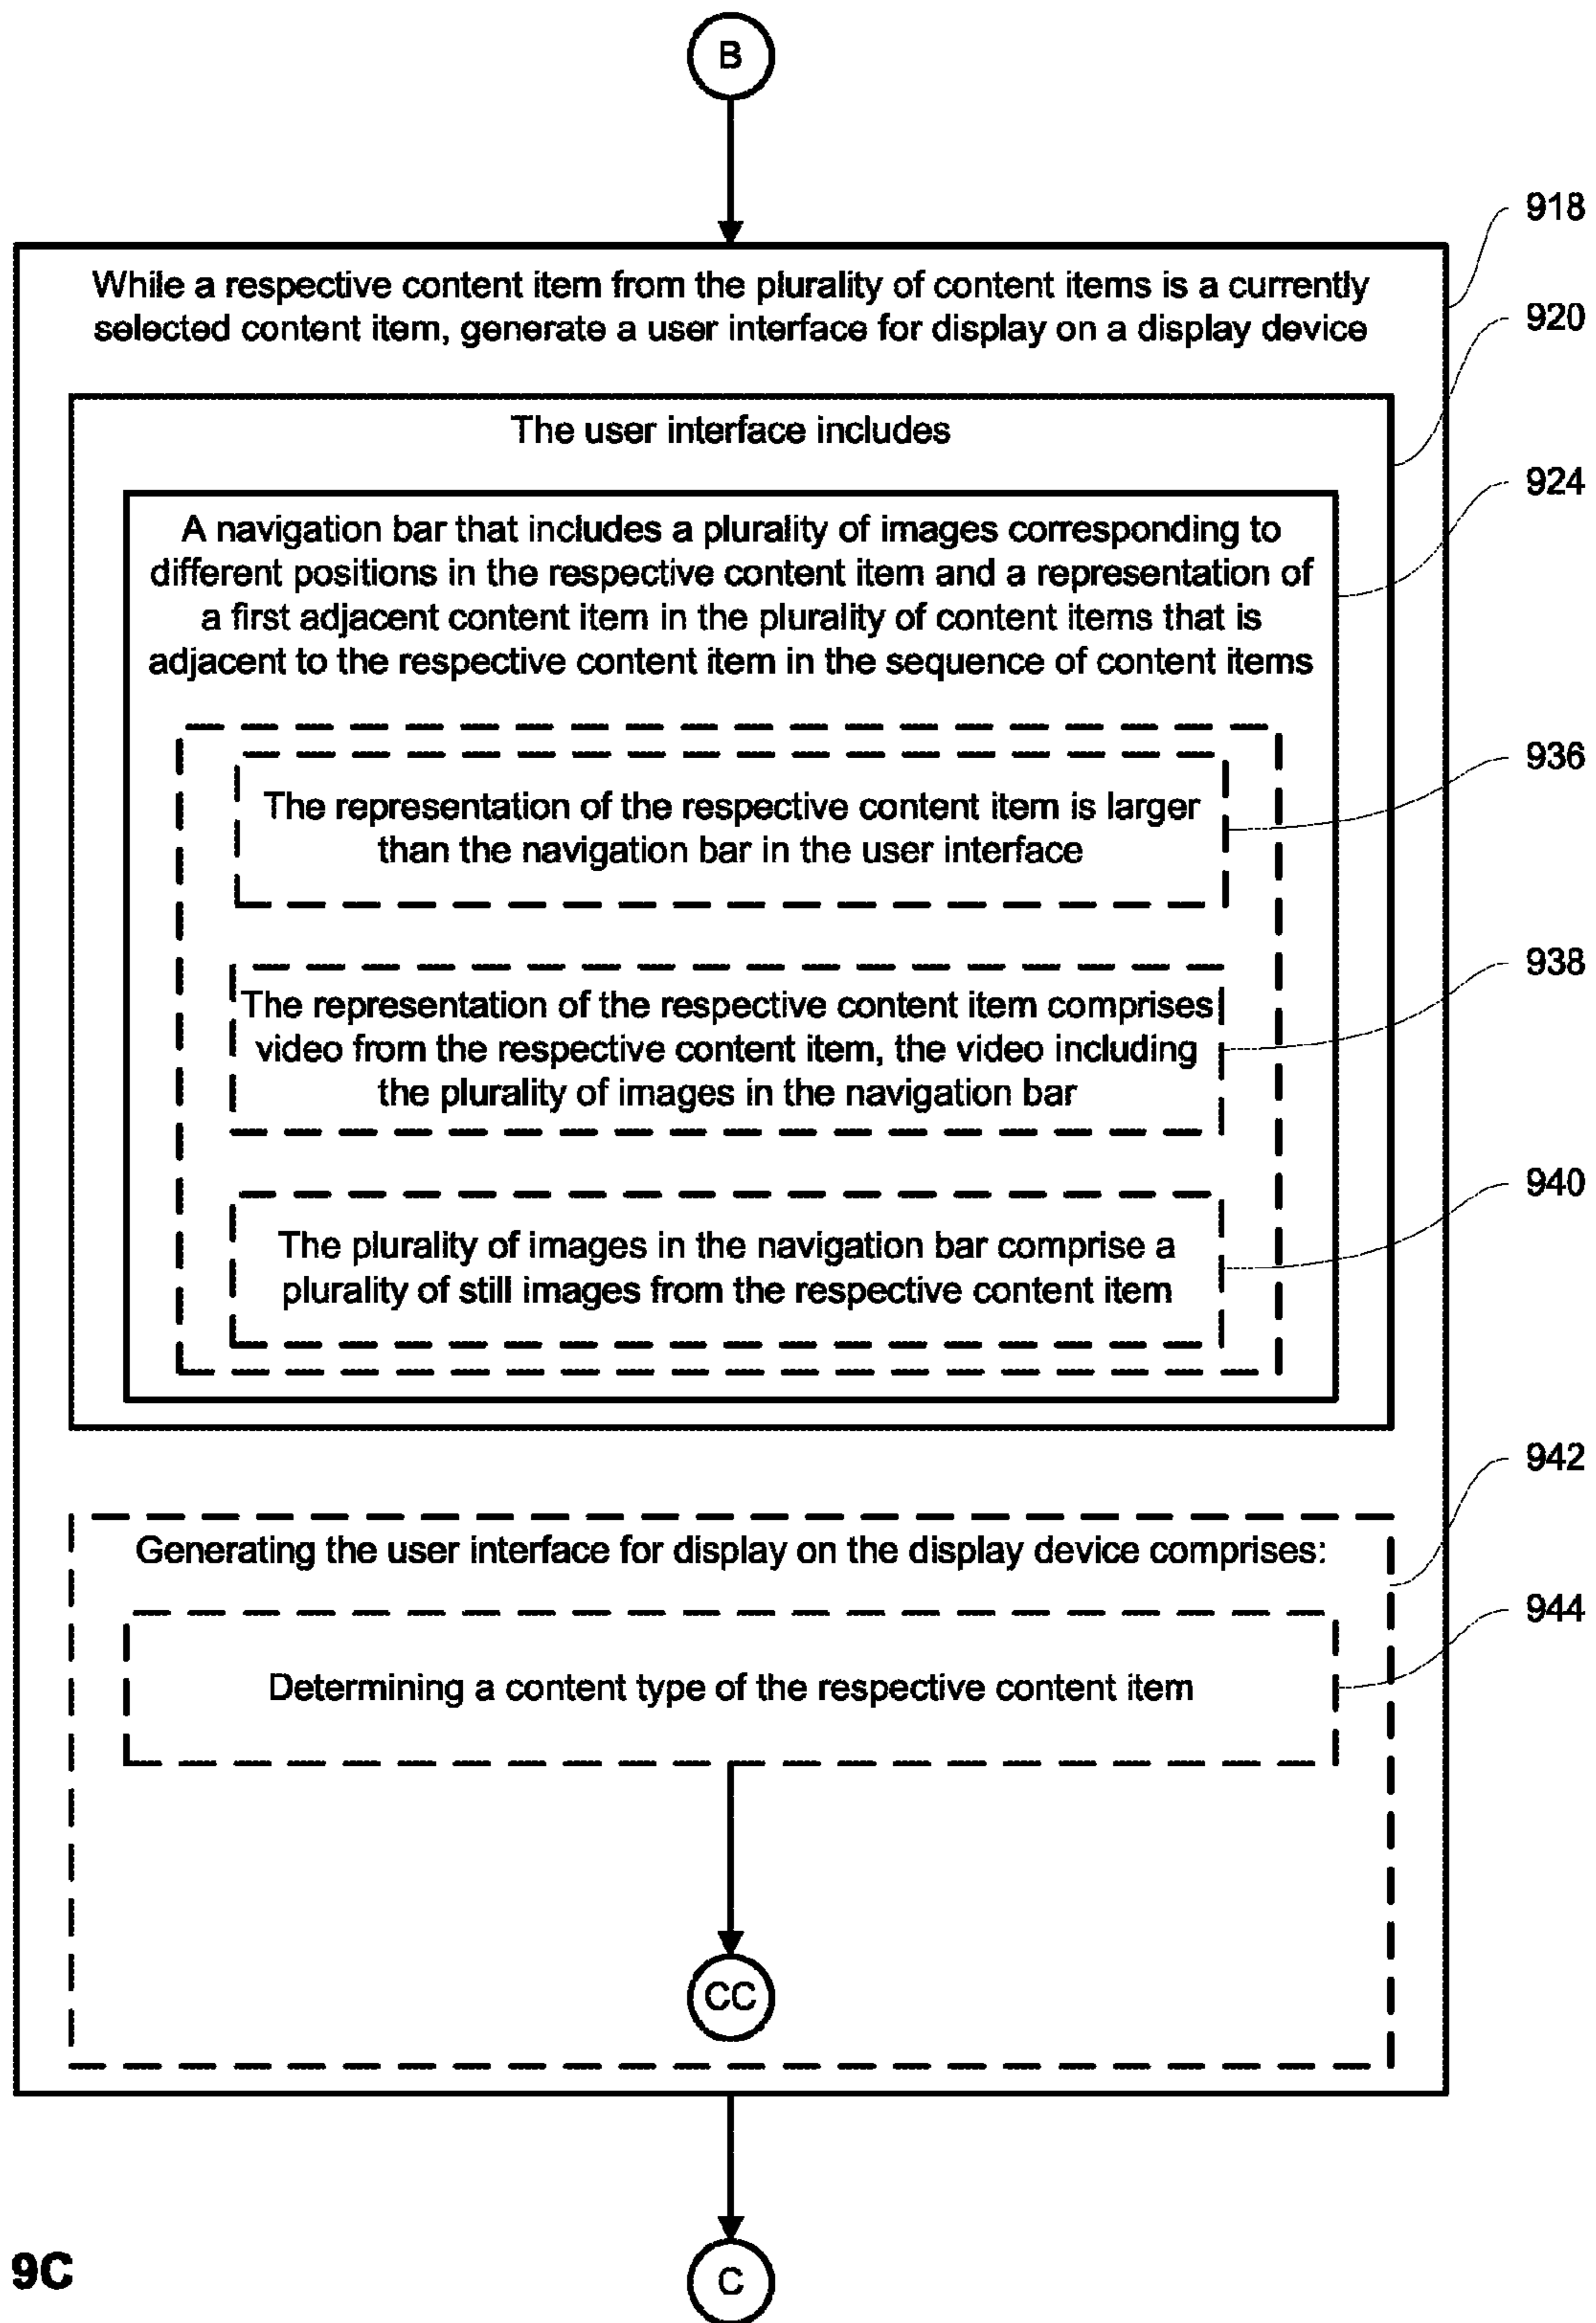 B
918
While a respective content item from the plurality of content items is a currently
selected content item, generate a user interface for display on a display device
920
The user interface includes
924
A navigation bar that includes a plurality of images corresponding to
different positions in the respective content item and a representation of
a first adjacent content item in the plurality of content items that is
adjacent to the respective content item in the sequence of content items
936
The representation of the respective content item is larger
than the navigation bar in the user interface
938
The representation of the respective content item comprises
video from the respective content item, the video including
the plurality of images in the navigation bar
940
The plurality of images in the navigation bar comprise a
plurality of still images from the respective content item
942
Generating the user interface for display on the display device comprises:
944
Determining a content type of the respective content item
CC
9C
C